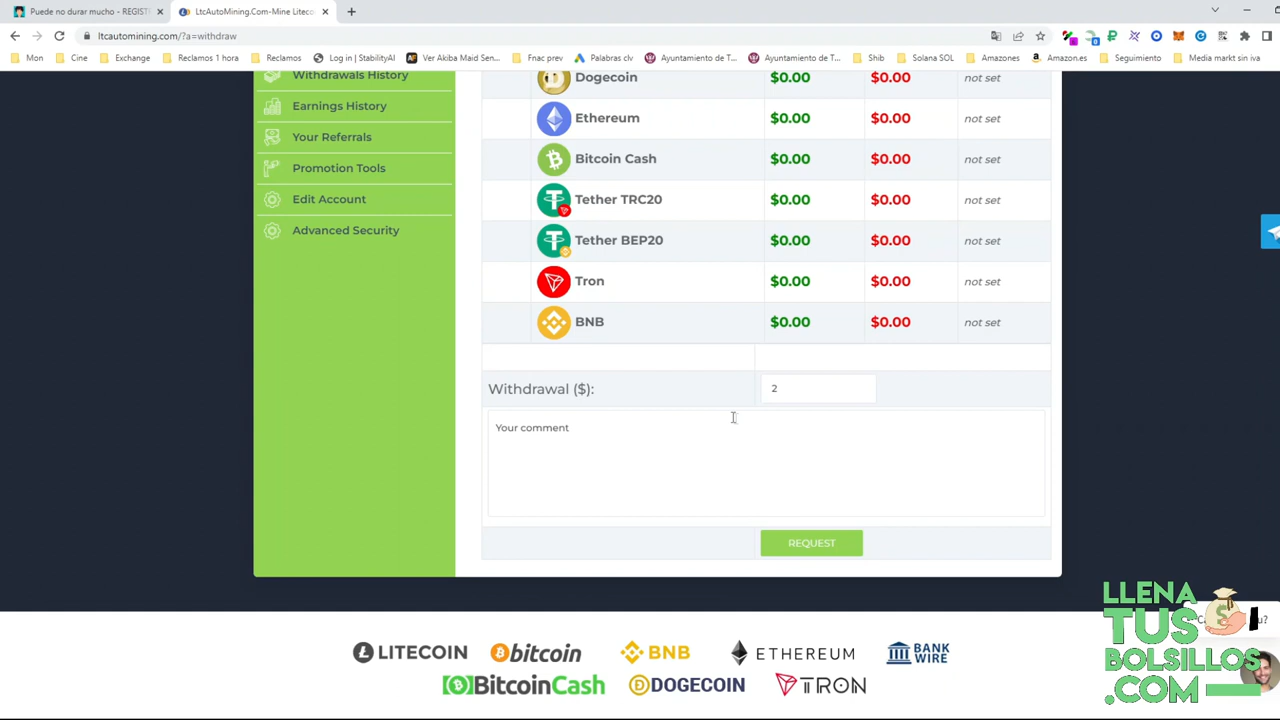 Puede no durar mucho - REGIST
LtcAutoMining.Com-Mine Liteco
ltcautomining.com/?a=withdraw
Mon Cine Exchange Reclamos 1 hora Reclamos Log in | StabilityAI Ver Akiba Maid Sen... Fnac prev Palabras clv Ayuntamiento de T... Ayuntamiento de T... Shib Solana SOL Amazones Amazon.es Seguimiento Media markt sin iva
Withdrawals History
Earnings History
Your Referrals
Promotion Tools
Edit Account
Advanced Security
Dogecoin $0.00 $0.00 not set
Ethereum $0.00 $0.00 not set
Bitcoin Cash $0.00 $0.00 not set
Tether TRC20 $0.00 $0.00 not set
Tether BEP20 $0.00 $0.00 not set
Tron $0.00 $0.00 not set
BNB $0.00 $0.00 not set
Withdrawal ($): 2
Your comment
REQUEST
LITECOIN bitcoin BNB ETHEREUM BANK WIRE
BitcoinCash DOGECOIN TRON
LLENA
TUS
BOLSILLOS
.COM